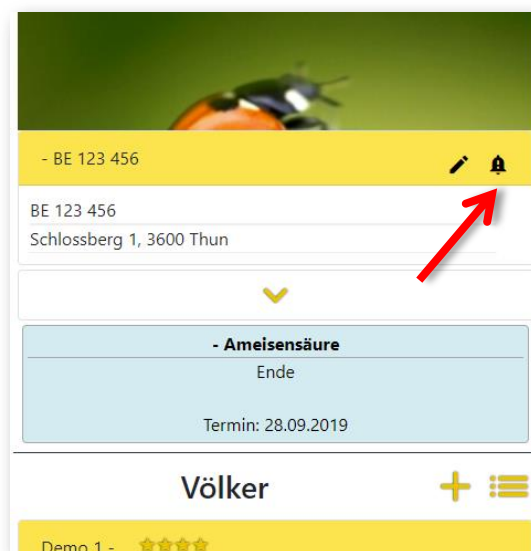 - BE 123 456
BE 123 456
Schlossberg 1, 3600 Thun
- Ameisensäure
Ende
Termin: 28.09.2019
Völker
Demo 1 -